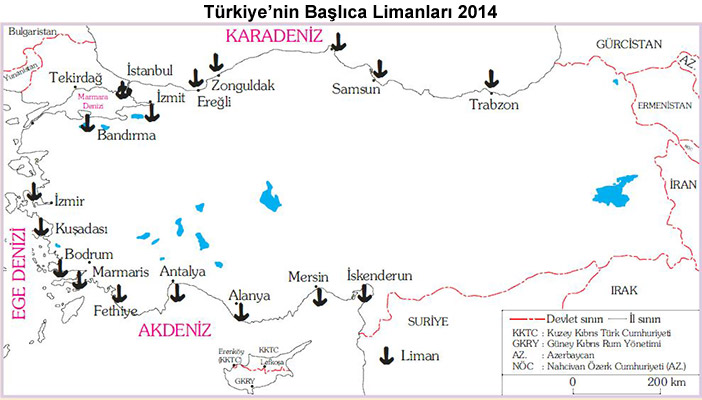 Türkiye'nin Başlıca Limanları 2014
Bulgaristan
KARADENİZ
GÜRCİSTAN
Yunanistan
AZ.
Tekirdağ
İstanbul
Zonguldak
Samsun
Marmara
Denizi
İzmit
Ereğli
Trabzon
ERMENİSTAN
Bandırma
NÖC
İRAN
İzmir
Kuşadası
EGE DENİZİ
Bodrum
Marmaris
Antalya
Mersin
İskenderun
Alanya
IRAK
Fethiye
AKDENİZ
SURİYE
Devlet sınırı
İl sınırı
KKTC : Kuzey Kıbrıs Türk Cumhuriyeti
GKRY : Güney Kıbrıs Rum Yönetimi
AZ. : Azerbaycan
NÖC : Nahcivan Özerk Cumhuriyeti (AZ.)
Erenköy
(KKTC)
KKTC
Lefkoşa
GKRY
Liman
0 200 km